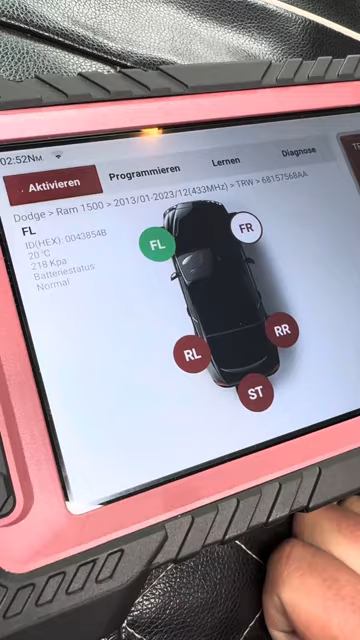 02:52Nм
Aktivieren
Programmieren
Lernen
Diagnose
Dodge > Ram 1500 > 2013/01-2023/12(433MHz) > TRW > 68157568AA
FL
ID(HEX): 0043854B
20 °C
218 Kpa
Batteriestatus
Normal
FL
FR
RL
RR
ST